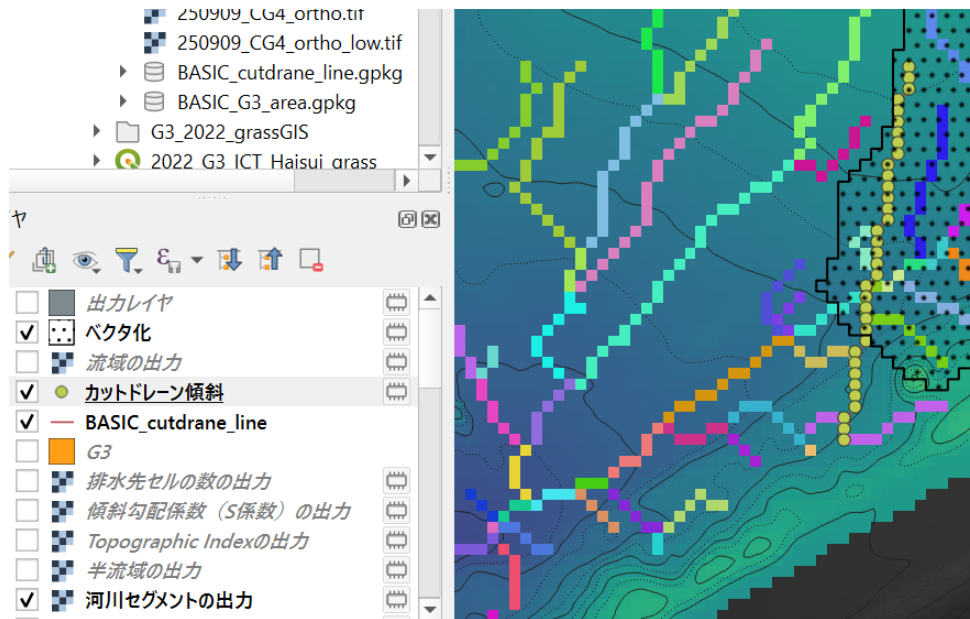 250909_CG4_ortho.tif
250909_CG4_ortho_low.tif
BASIC_cutdrane_line.gpkg
BASIC_G3_area.gpkg
G3_2022_grassGIS
2022_G3_ICT_Haisui_grass
ヤ
出力レイヤ
ベクタ化
流域の出力
カットドレーン傾斜
BASIC_cutdrane_line
G3
排水先セルの数の出力
傾斜勾配係数（S係数）の出力
Topographic Indexの出力
半流域の出力
河川セグメントの出力